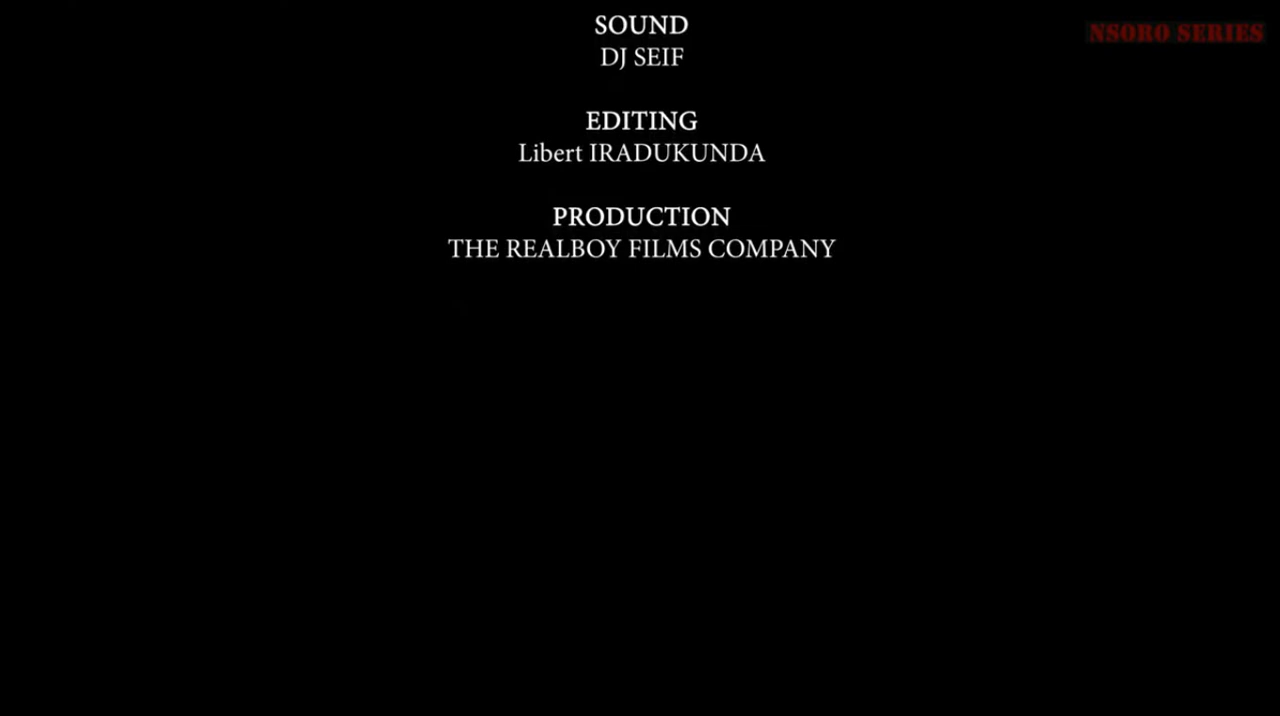 NSORO SERIES
SOUND
DJ SEIF
EDITING
Libert IRADUKUNDA
PRODUCTION
THE REALBOY FILMS COMPANY